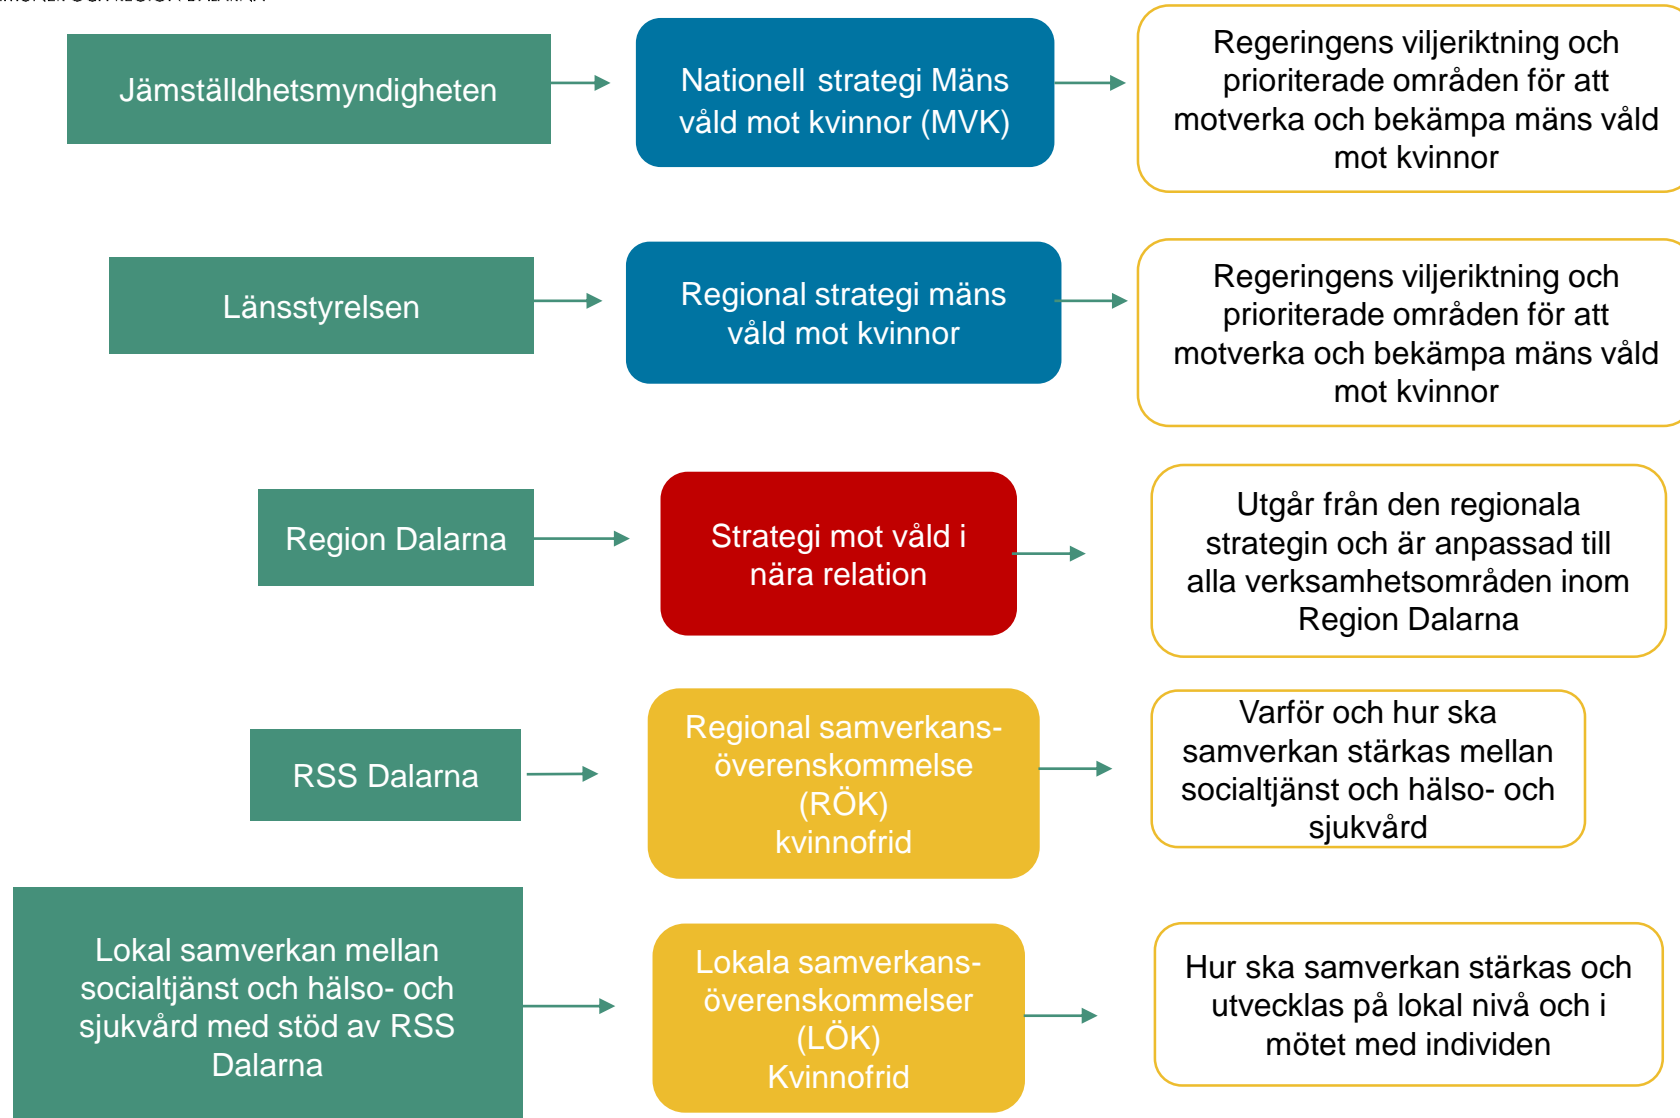 Jämställdhetsmyndigheten
Nationell strategi Mäns
våld mot kvinnor (MVK)
Regeringens viljeriktning och
prioriterade områden för att
motverka och bekämpa mäns våld
mot kvinnor
Länsstyrelsen
Regional strategi mäns
våld mot kvinnor
Regeringens viljeriktning och
prioriterade områden för att
motverka och bekämpa mäns våld
mot kvinnor
Region Dalarna
Strategi mot våld i
nära relation
Utgår från den regionala
strategin och är anpassad till
alla verksamhetsområden inom
Region Dalarna
RSS Dalarna
Regional samverkans-
överenskommelse
(RÖK)
kvinnofrid
Varför och hur ska
samverkan stärkas mellan
socialtjänst och hälso- och
sjukvård
Lokal samverkan mellan
socialtjänst och hälso- och
sjukvård med stöd av RSS
Dalarna
Lokala samverkans-
överenskommelser
(LÖK)
Kvinnofrid
Hur ska samverkan stärkas och
utvecklas på lokal nivå och i
mötet med individen